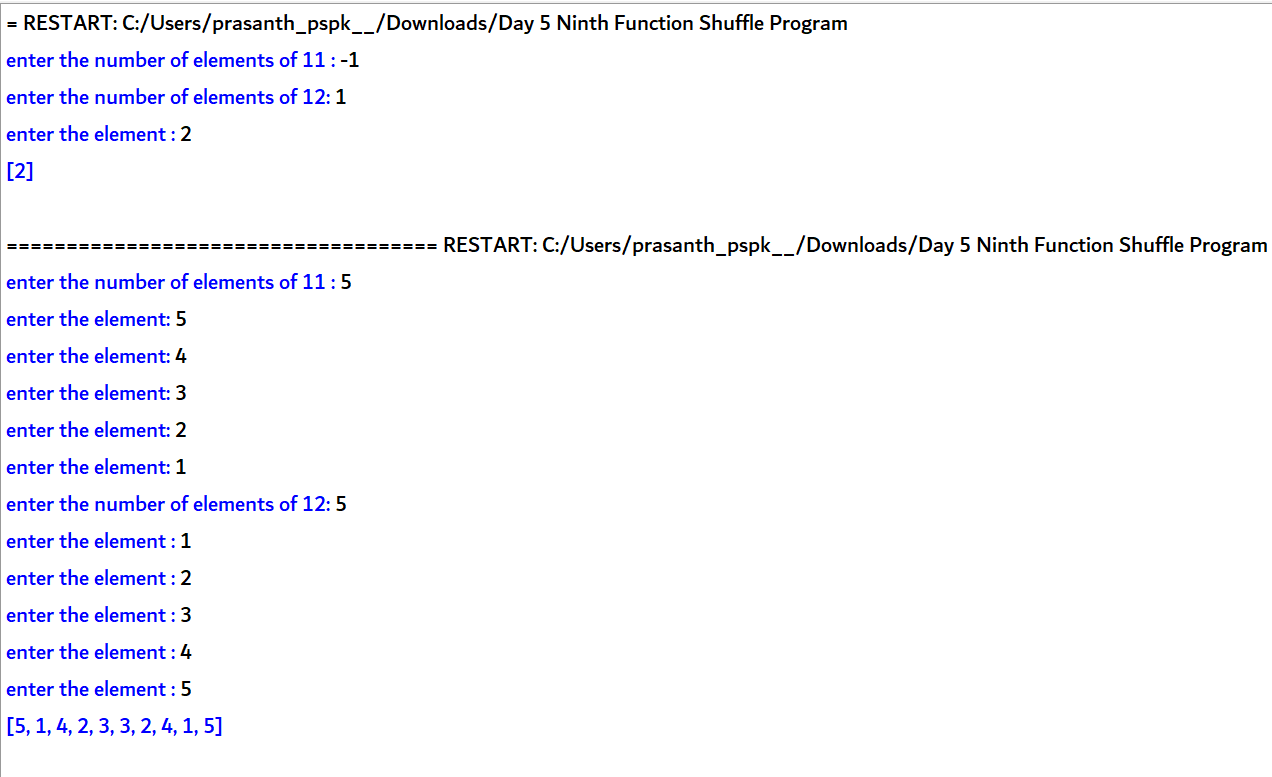 = RESTART: C:/Users/prasanth_pspk__/Downloads/Day 5 Ninth Function Shuffle Program
enter the number of elements of 11 : -1
enter the number of elements of 12: 1
enter the element : 2
[2]
==================================== RESTART: C:/Users/prasanth_pspk__/Downloads/Day 5 Ninth Function Shuffle Program
enter the number of elements of 11 : 5
enter the element: 5
enter the element: 4
enter the element: 3
enter the element: 2
enter the element: 1
enter the number of elements of 12: 5
enter the element : 1
enter the element : 2
enter the element : 3
enter the element : 4
enter the element : 5
[5, 1, 4, 2, 3, 3, 2, 4, 1, 5]